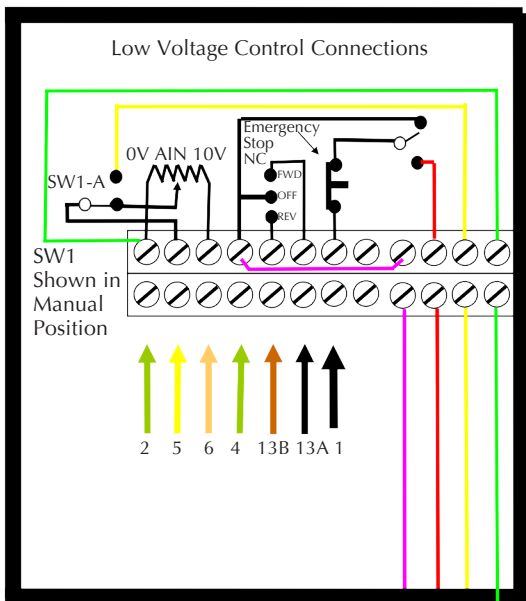 Low Voltage Control Connections
Emergency
Stop
NC
0V AIN 10V
FWD
SW1-A
OFF
REV
SW1
Shown in
Manual
Position
2 5 6 4 13B 13A 1